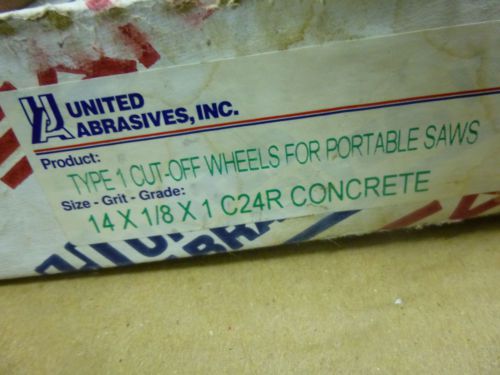 UA UNITED
ABRASIVES, INC.
Product:
TYPE 1 CUT-OFF WHEELS FOR PORTABLE SAWS
Size - Grit - Grade:
14 X 1/8 X 1 C24R CONCRETE